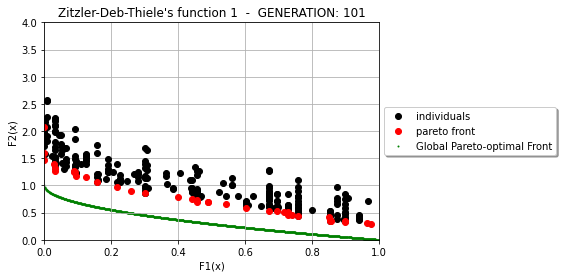 Zitzler-Deb-Thiele's function 1 - GENERATION: 101
4.0
3.5
3.0
2.5
2.0
1.5
1.0
0.5
0.0
F2(x)
0.0 0.2 0.4 0.6 0.8 1.0
F1(x)
individuals
pareto front
Global Pareto-optimal Front